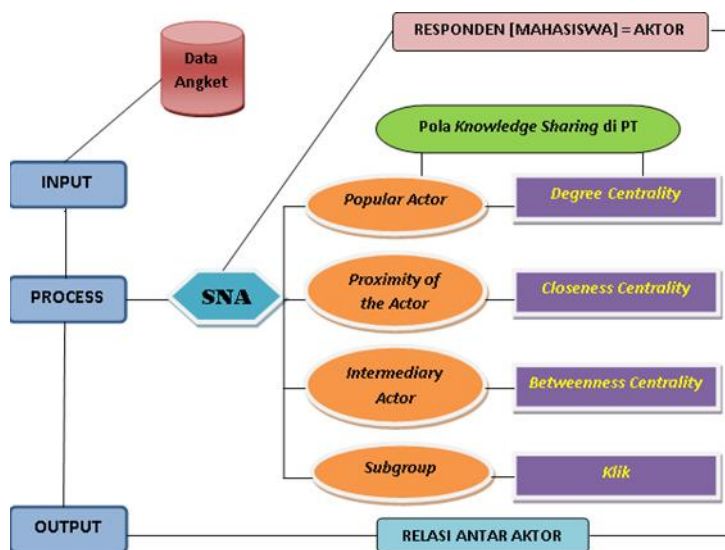 RESPONDEN [MAHASISWA] = AKTOR
Data
Angket
Pola Knowledge Sharing di PT
INPUT
Popular Actor
Degree Centrality
PROCESS
SNA
Proximity of
the Actor
Closeness Centrality
Intermediary
Actor
Betweenness Centrality
Subgroup
Klik
OUTPUT
RELASI ANTAR AKTOR